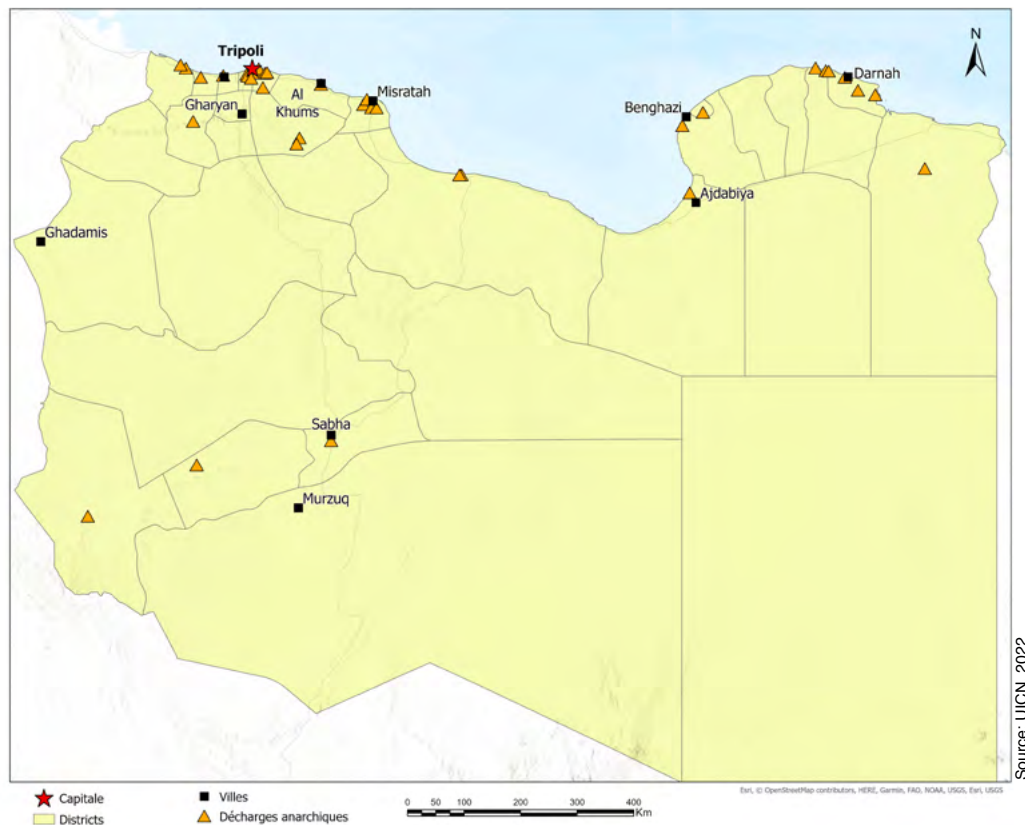 N
Tripoli
Darnah
Al
Khums
Misratah
Gharyan
Benghazi
Ajdabiya
Ghadamis
Sabha
Murzuq
Source: UICN, 2022
Esri, © OpenStreetMap contributors, HERE, Garmin, FAO, NOAA, USGS, Esri, USGS
Capitale
Villes
0 50 100 200 300 400
Km
Districts
Décharges anarchiques